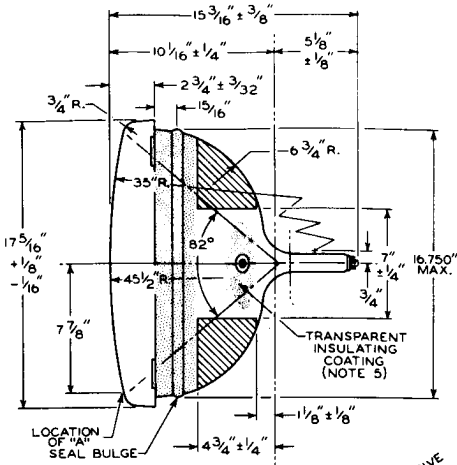 15 3/16" ± 3/8"
10 1/16" ± 1/4"
5 1/8"
± 1/8"
2 3/4" ± 3/32"
3/4" R.
15/16"
6 3/4" R.
35" R.
82°
17 5/16"
+ 1/8"
- 1/16"
45 1/2" R.
7"
± 1/4"
16.750"
MAX.
3/4"
7 7/8"
TRANSPARENT
INSULATING
COATING
(NOTE 5)
1 1/8" ± 1/8"
LOCATION
OF "A"
SEAL BULGE
4 3/4" ± 1/4"